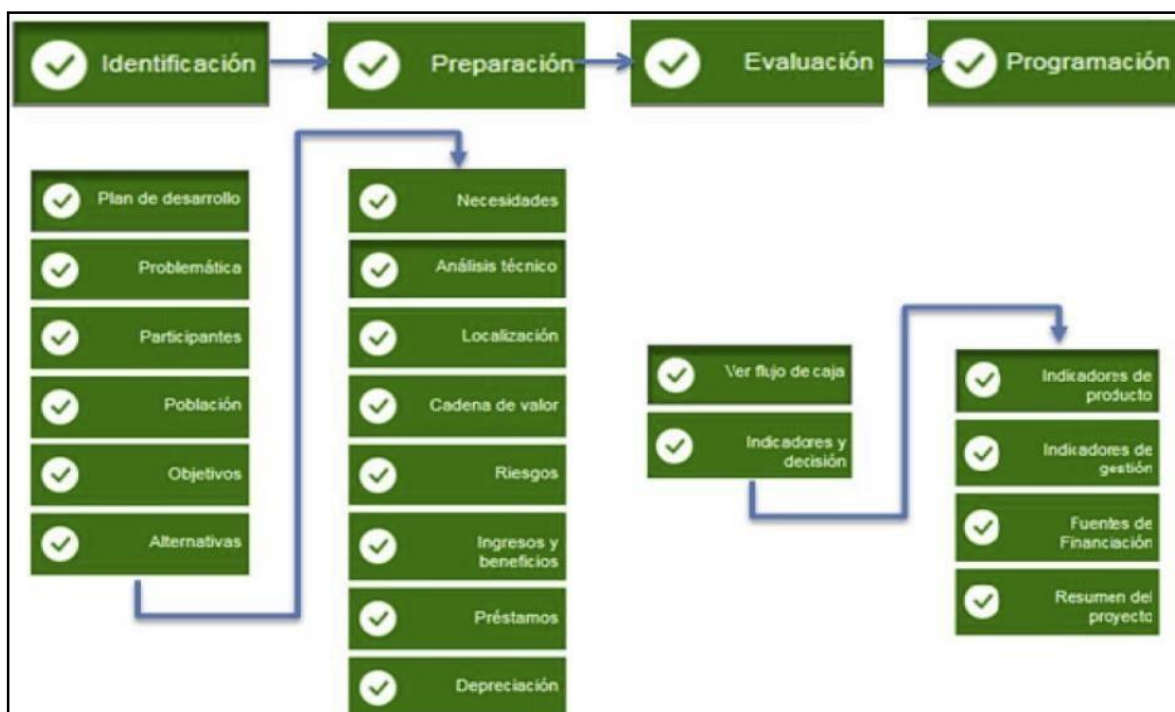 Identificación
Preparación
Evaluación
Programación
Plan de desarrollo
Problemática
Participantes
Población
Objetivos
Alternativas
Necesidades
Análisis técnico
Localización
Cadena de valor
Riesgos
Ingresos y
beneficios
Préstamos
Depreciación
Ver flujo de caja
Indicadores y
decisión
Indicadores de
producto
Indicadores de
gestión
Fuentes de
Financiación
Resumen del
proyecto